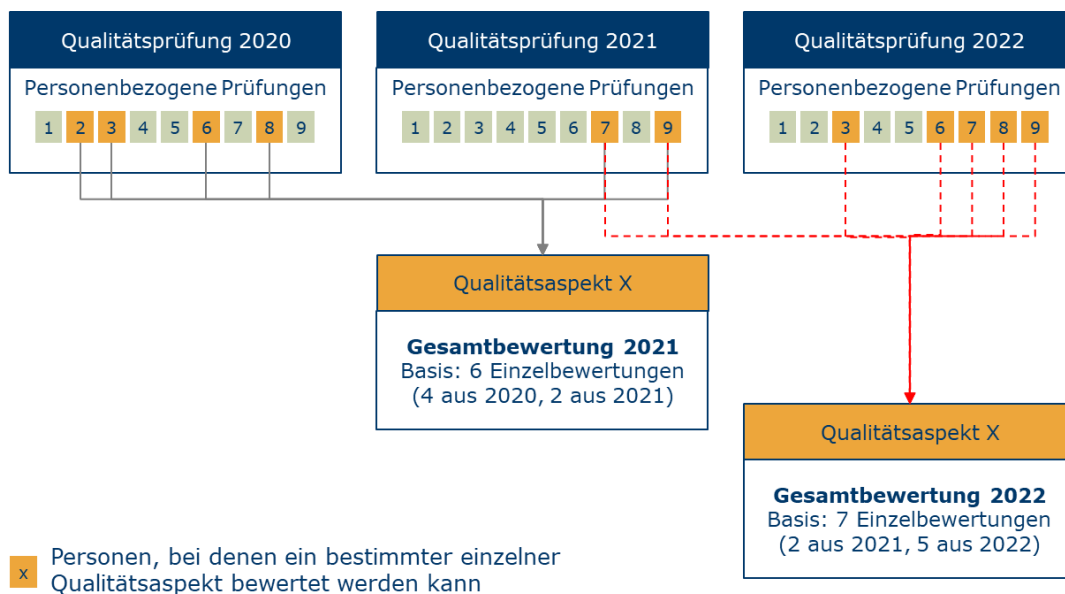 Qualitätsprüfung 2020
Personenbezogene Prüfungen
1 2 3 4 5 6 7 8 9
Qualitätsprüfung 2021
Personenbezogene Prüfungen
1 2 3 4 5 6 7 8 9
Qualitätsprüfung 2022
Personenbezogene Prüfungen
1 2 3 4 5 6 7 8 9
Qualitätsaspekt X
Gesamtbewertung 2021
Basis: 6 Einzelbewertungen
(4 aus 2020, 2 aus 2021)
Qualitätsaspekt X
Gesamtbewertung 2022
Basis: 7 Einzelbewertungen
(2 aus 2021, 5 aus 2022)
x Personen, bei denen ein bestimmter einzelner
Qualitätsaspekt bewertet werden kann